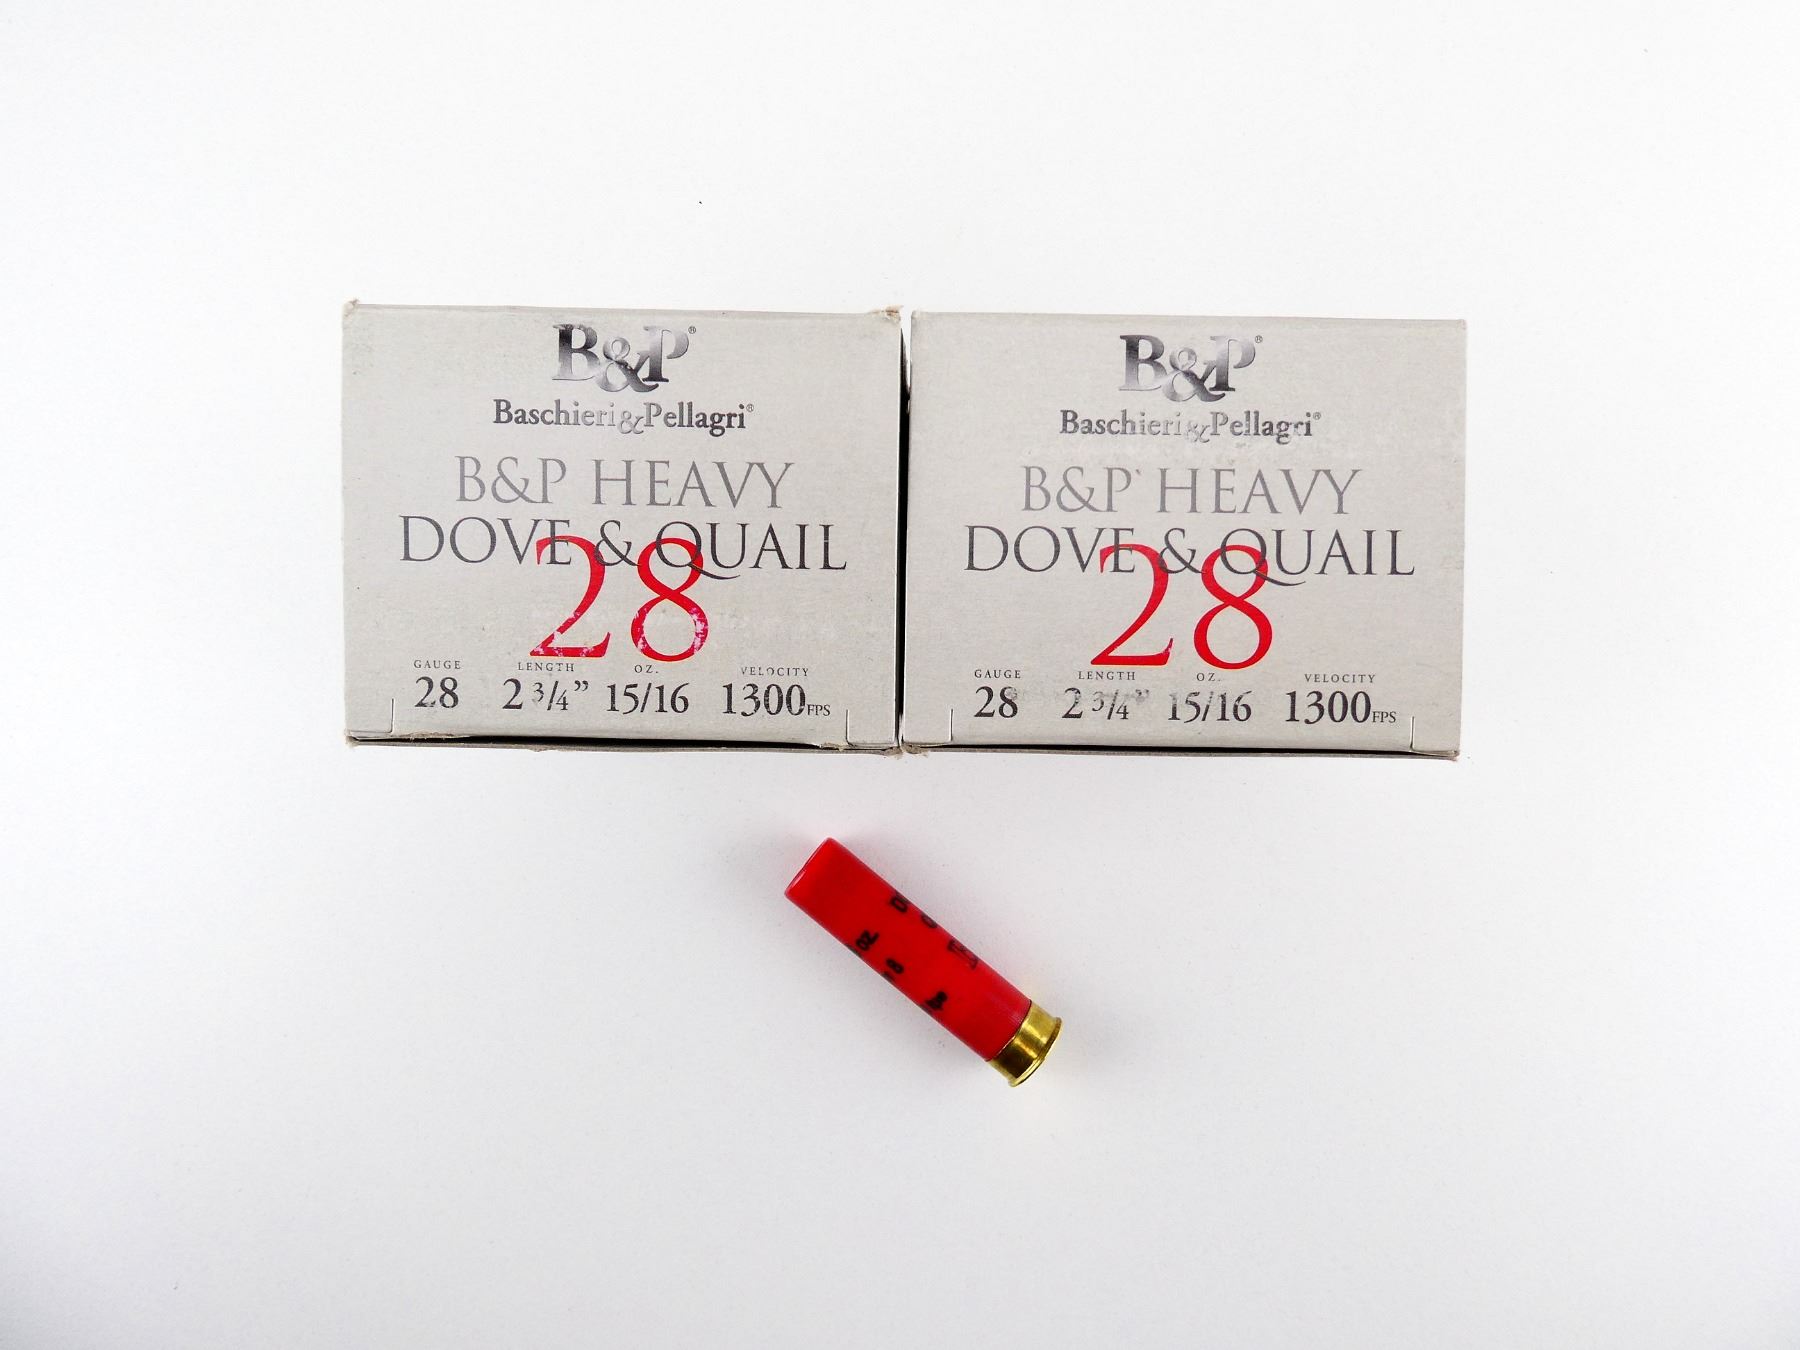 B&P®
Baschieri&Pellagri®
B&P HEAVY
DOVE & QUAIL
28
GAUGE LENGTH OZ. VELOCITY
28 2 3/4” 15/16 1300FPS
B&P®
Baschieri&Pellagri®
B&P HEAVY
DOVE & QUAIL
28
GAUGE LENGTH OZ. VELOCITY
28 2 3/4” 15/16 1300FPS
OZ